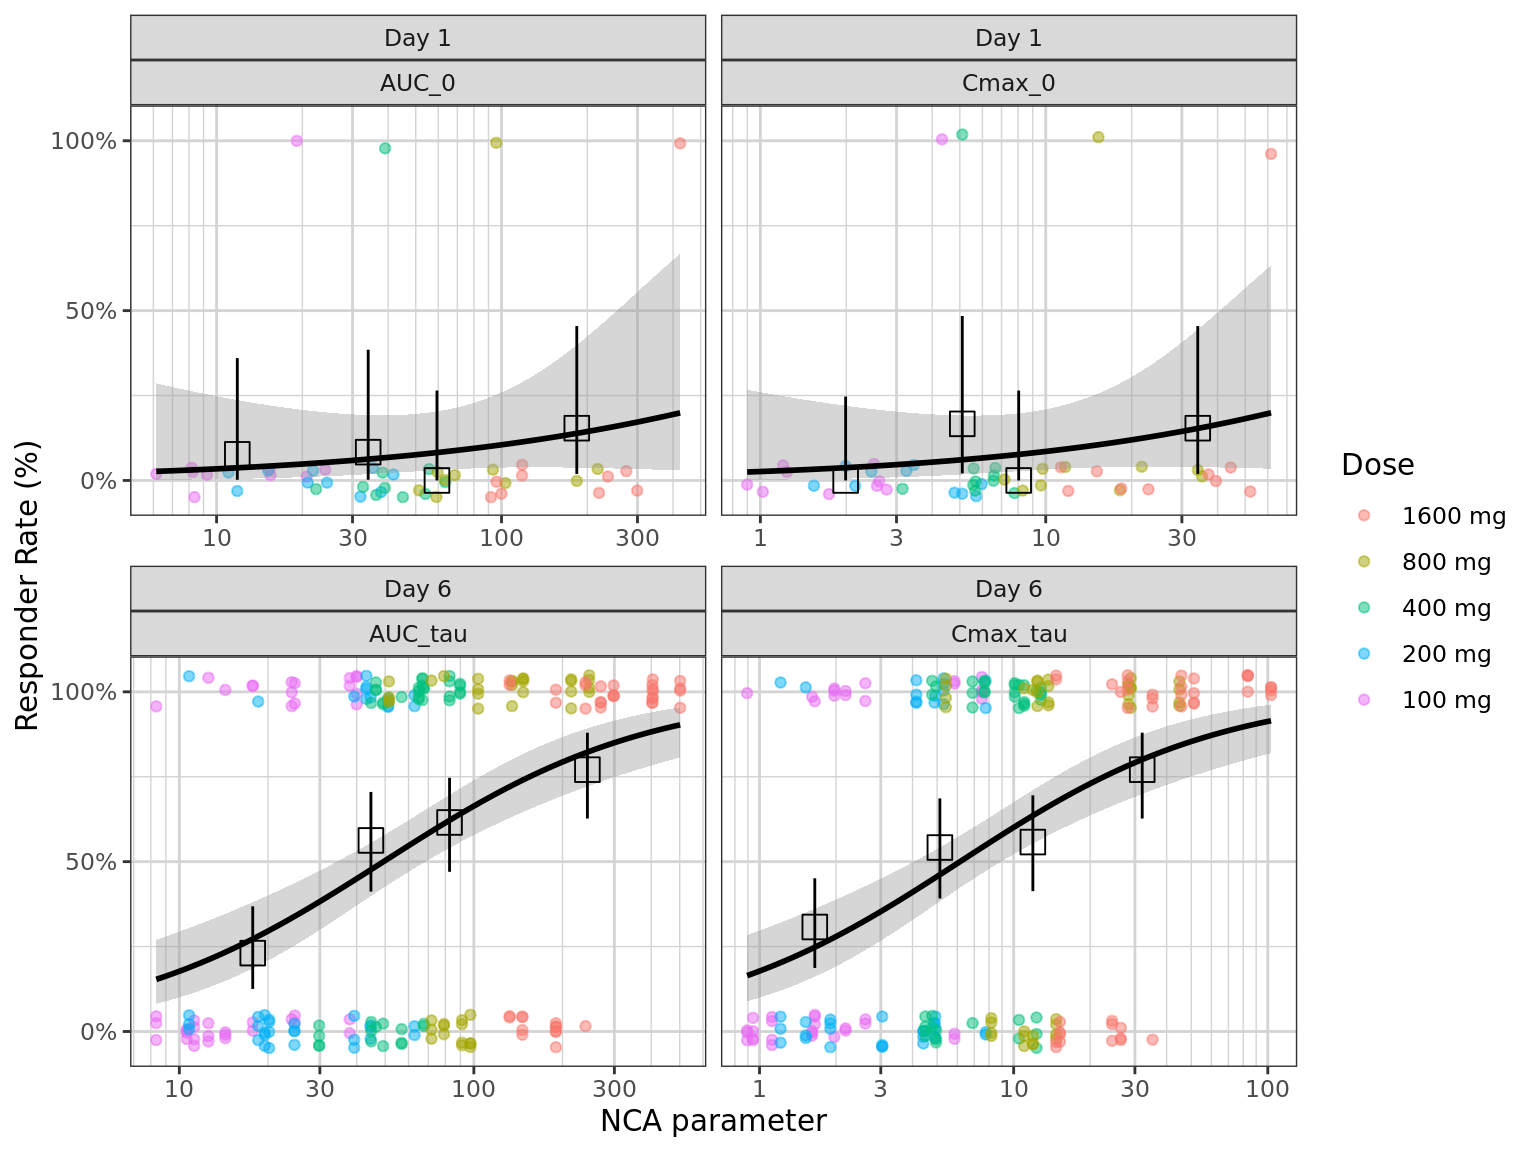 Day 1
Day 1
AUC_0
Cmax_0
100%
50%
0%
10 30 100 300
1 3 10 30
Day 6
Day 6
AUC_tau
Cmax_tau
100%
50%
0%
10 30 100 300
1 3 10 30 100
NCA parameter
Responder Rate (%)
Dose
1600 mg
800 mg
400 mg
200 mg
100 mg